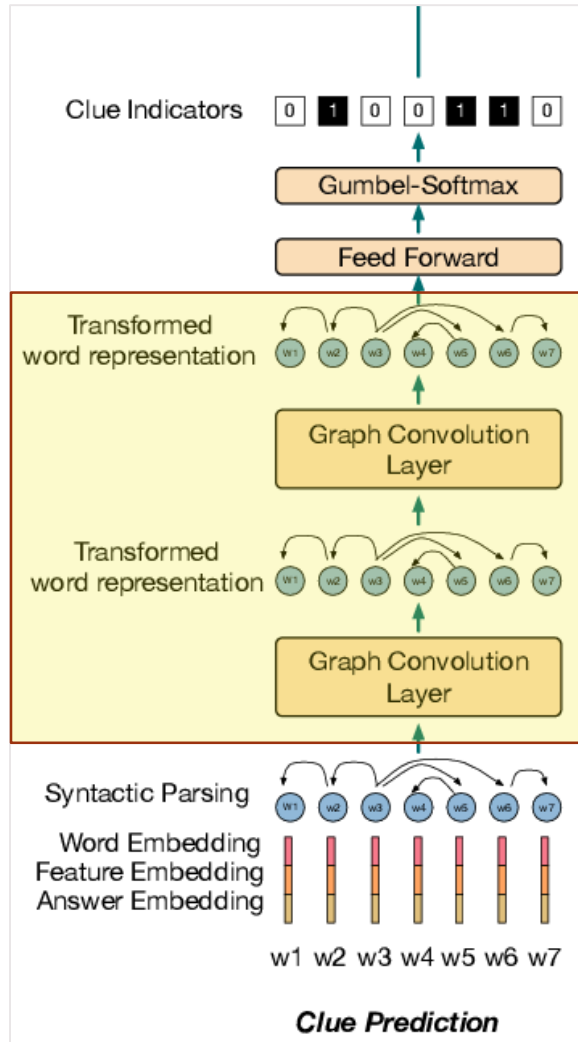 Clue Indicators 0 1 0 0 1 1 0
Gumbel-Softmax
Feed Forward
Transformed
word representation
w1 w2 w3 w4 w5 w6 w7
Graph Convolution
Layer
Transformed
word representation
w1 w2 w3 w4 w5 w6 w7
Graph Convolution
Layer
Syntactic Parsing
w1 w2 w3 w4 w5 w6 w7
Word Embedding
Feature Embedding
Answer Embedding
w1 w2 w3 w4 w5 w6 w7
Clue Prediction